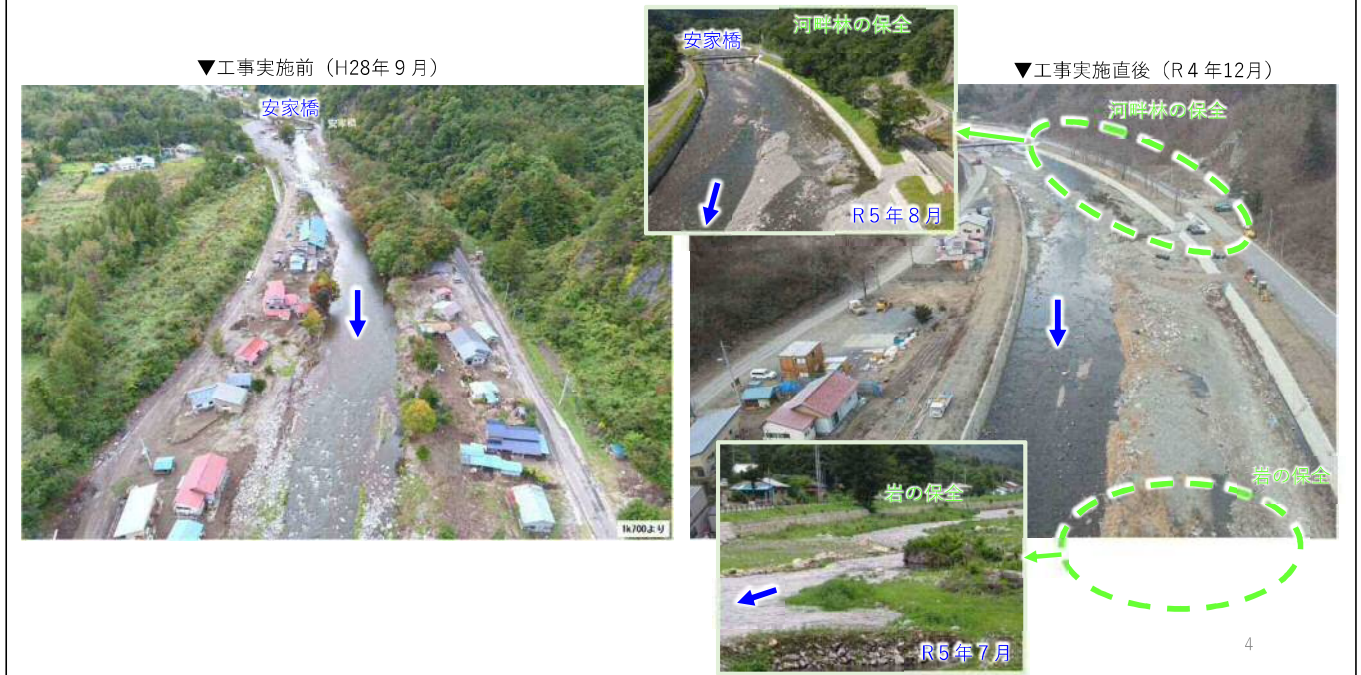 ▼工事実施前（H28年９月）
安家橋
安家橋
1k700より
安家橋
河畔林の保全
R５年８月
▼工事実施直後（R４年12月）
河畔林の保全
岩の保全
岩の保全
R５年７月
4